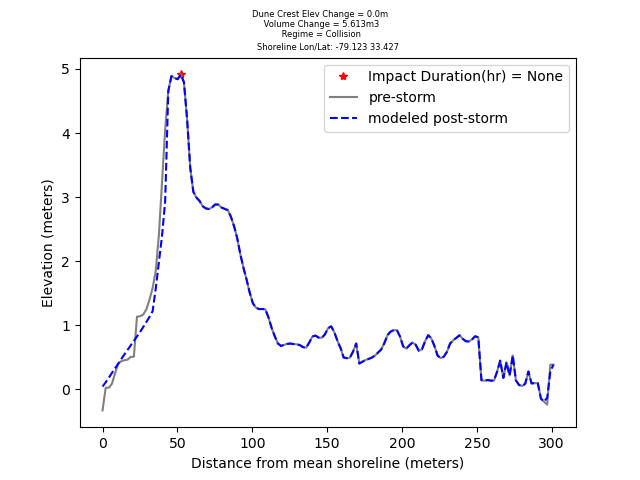 Dune Crest Elev Change = 0.0m
Volume Change = 5.613m3
Regime = Collision
Shoreline Lon/Lat: -79.123 33.427
Impact Duration(hr) = None
pre-storm
modeled post-storm
Elevation (meters)
5
4
3
2
1
0
0 50 100 150 200 250 300
Distance from mean shoreline (meters)